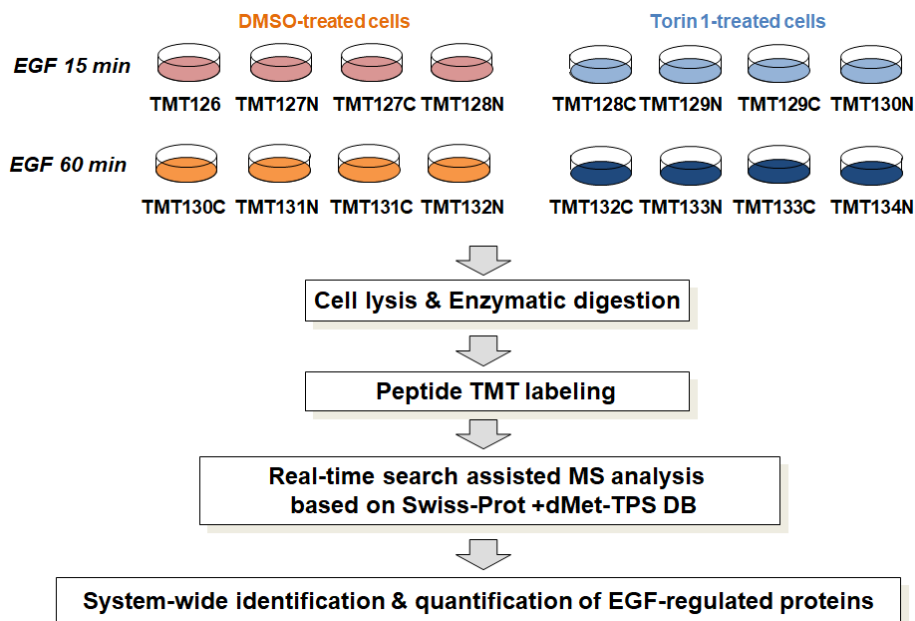 DMSO-treated cells
Torin1-treated cells
EGF 15 min
TMT126 TMT127N TMT127C TMT128N
TMT128C TMT129N TMT129C TMT130N
EGF 60 min
TMT130C TMT131N TMT131C TMT132N
TMT132C TMT133N TMT133C TMT134N
Cell lysis & Enzymatic digestion
Peptide TMT labeling
Real-time search assisted MS analysis
based on Swiss-Prot +dMet-TPS DB
System-wide identification & quantification of EGF-regulated proteins